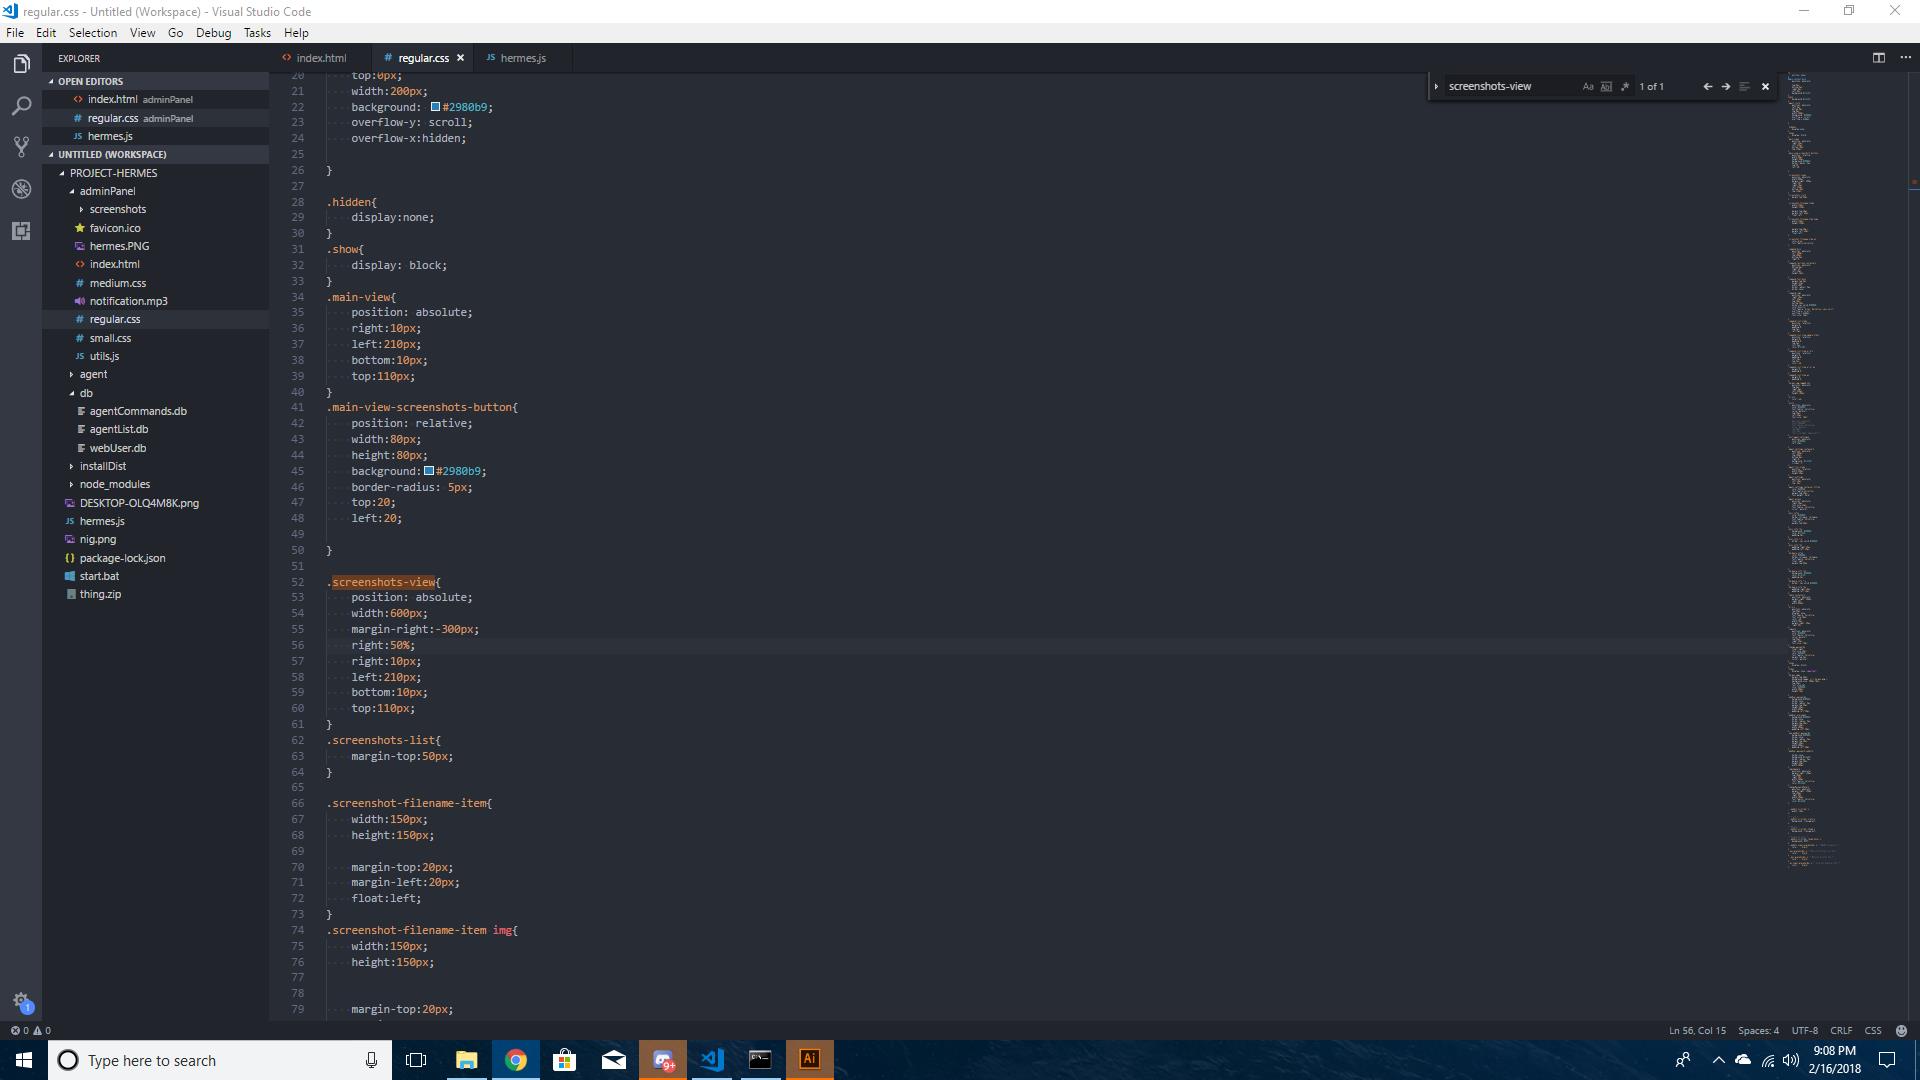 regular.css - Untitled (Workspace) - Visual Studio Code
File Edit Selection View Go Debug Tasks Help
EXPLORER
OPEN EDITORS
index.html adminPanel
regular.css adminPanel
JS hermes.js
UNTITLED (WORKSPACE)
PROJECT-HERMES
adminPanel
screenshots
favicon.ico
hermes.PNG
index.html
# medium.css
notification.mp3
# regular.css
# small.css
JS utils.js
agent
db
agentCommands.db
agentList.db
webUser.db
installDist
node_modules
DESKTOP-OLQ4M8K.png
JS hermes.js
nig.png
{} package-lock.json
start.bat
thing.zip
<> index.html # regular.css × JS hermes.js
screenshots-view Aa Abl .* 1 of 1
20 top:0px;
21 width:200px;
22 background: #2980b9;
23 overflow-y: scroll;
24 overflow-x:hidden;
25
26 }
27
28 .hidden{
29 display:none;
30 }
31 .show{
32 display: block;
33 }
34 .main-view{
35 position: absolute;
36 right:10px;
37 left:210px;
38 bottom:10px;
39 top:110px;
40 }
41 .main-view-screenshots-button{
42 position: relative;
43 width:80px;
44 height:80px;
45 background:#2980b9;
46 border-radius: 5px;
47 top:20;
48 left:20;
49
50 }
51
52 .screenshots-view{
53 position: absolute;
54 width:600px;
55 margin-right:-300px;
56 right:50%;
57 right:10px;
58 left:210px;
59 bottom:10px;
60 top:110px;
61 }
62 .screenshots-list{
63 margin-top:50px;
64 }
65
66 .screenshot-filename-item{
67 width:150px;
68 height:150px;
69
70 margin-top:20px;
71 margin-left:20px;
72 float:left;
73 }
74 .screenshot-filename-item img{
75 width:150px;
76 height:150px;
77
78
79 margin-top:20px;
1
0 0
Ln 56, Col 15 Spaces: 4 UTF-8 CRLF CSS
Type here to search
9+
Ai
9:08 PM
2/16/2018